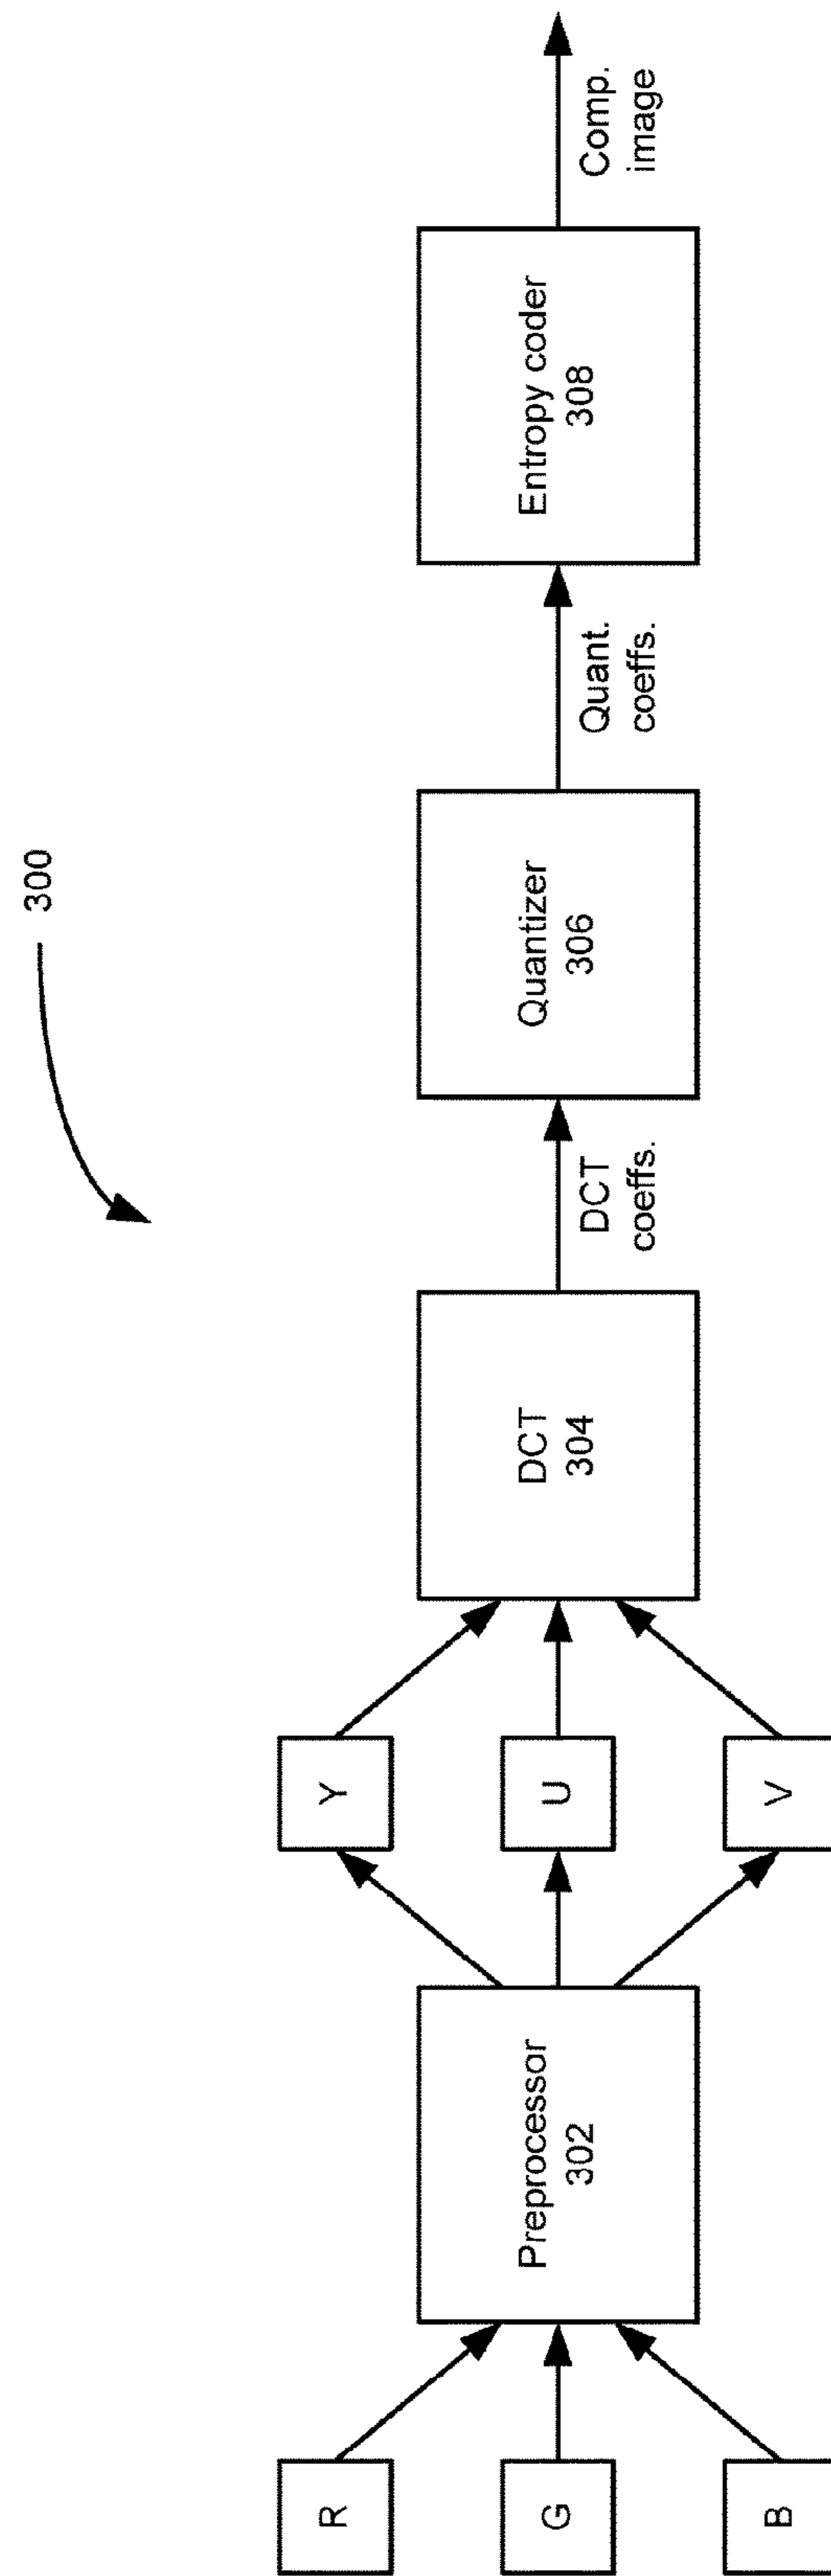 300
R
G
B
Preprocessor
302
Y
U
V
DCT
304
DCT
coeffs.
Quantizer
306
Quant.
coeffs.
Entropy coder
308
Comp.
image